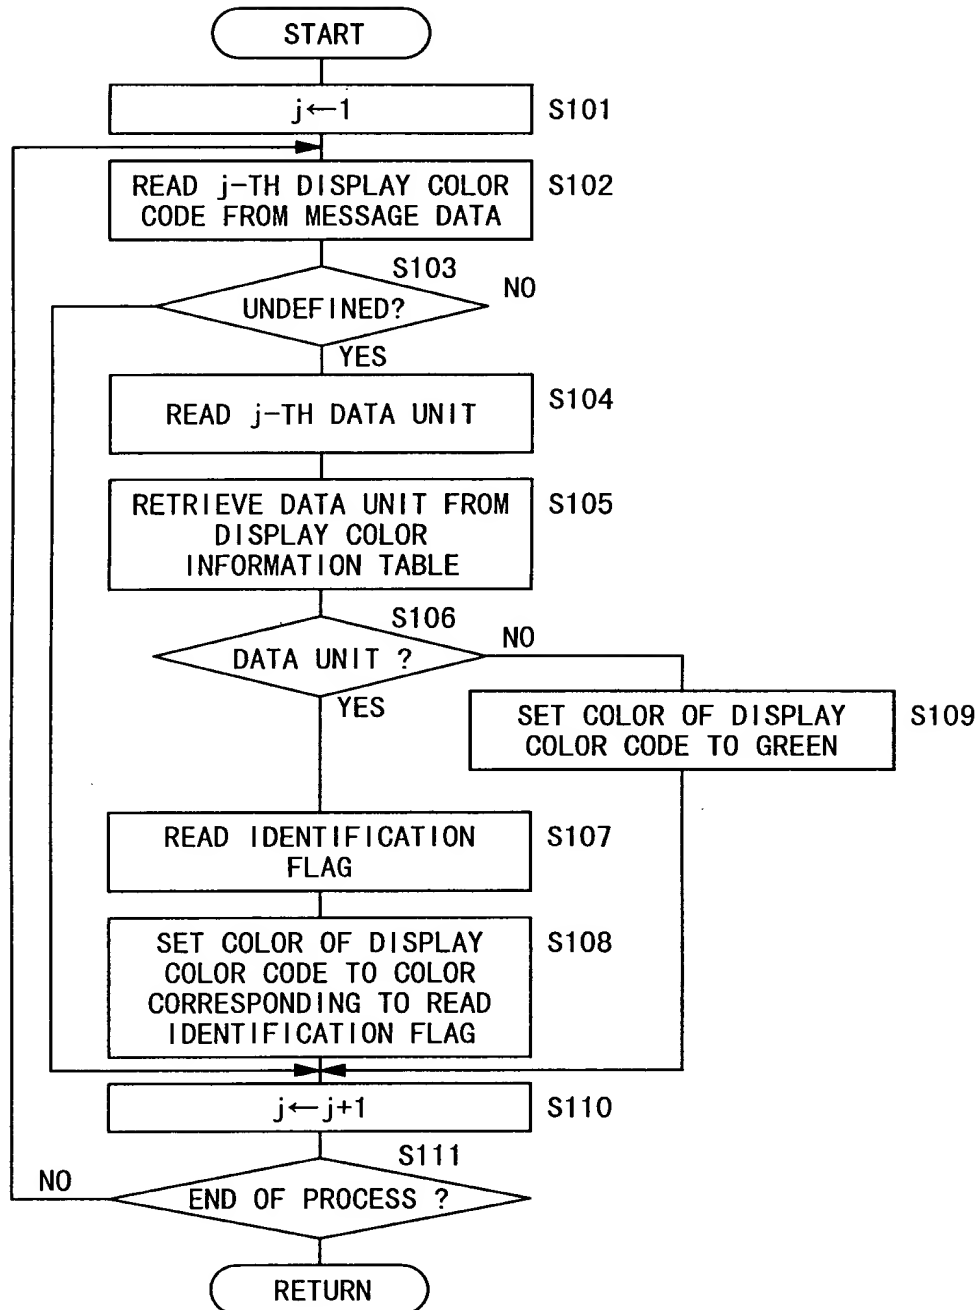 START
j←1
S101
READ j-TH DISPLAY COLOR
CODE FROM MESSAGE DATA
S102
S103
UNDEFINED?
NO
YES
READ j-TH DATA UNIT
S104
RETRIEVE DATA UNIT FROM
DISPLAY COLOR
INFORMATION TABLE
S105
S106
DATA UNIT ?
NO
YES
SET COLOR OF DISPLAY
COLOR CODE TO GREEN
S109
READ IDENTIFICATION
FLAG
S107
SET COLOR OF DISPLAY
COLOR CODE TO COLOR
CORRESPONDING TO READ
IDENTIFICATION FLAG
S108
j←j+1
S110
S111
NO
END OF PROCESS ?
RETURN